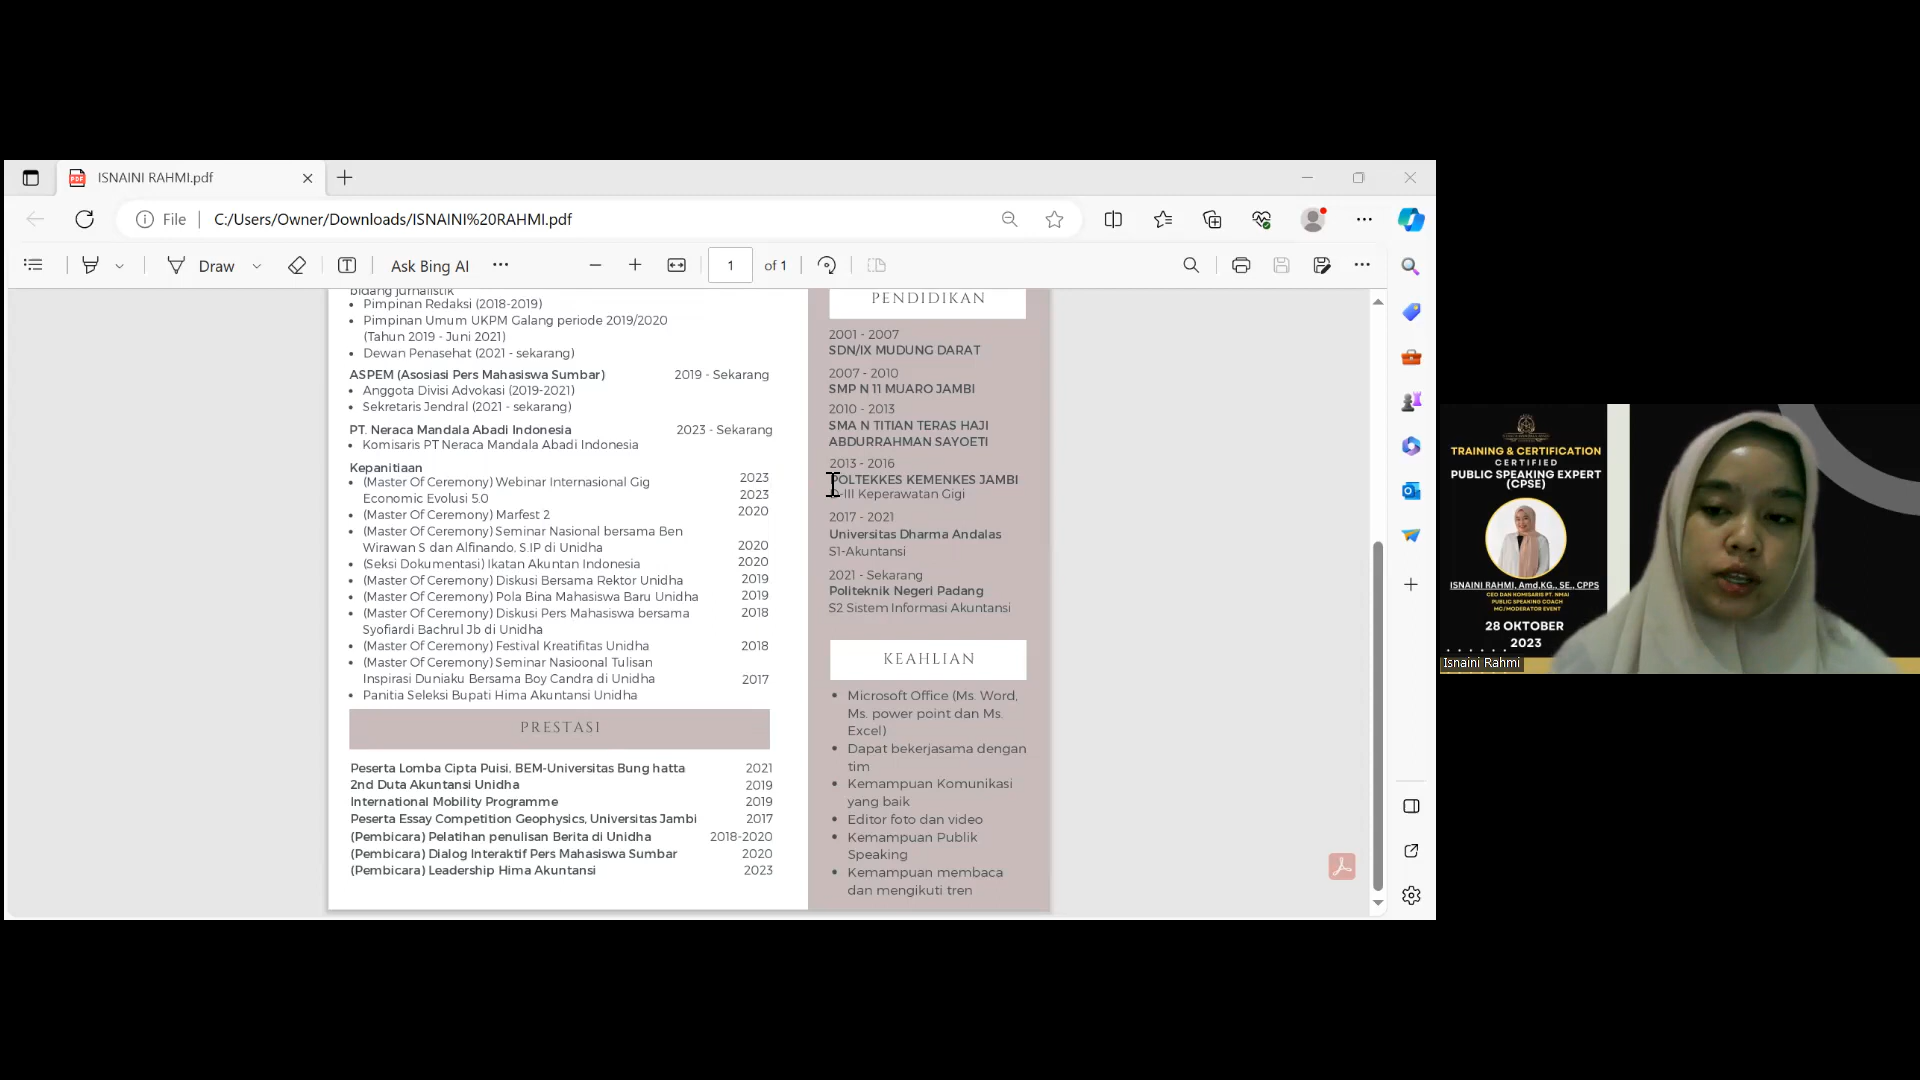 ISNAINI RAHMI.pdf
File
C:/Users/Owner/Downloads/ISNAINI%20RAHMI.pdf
Draw
Ask Bing AI
1
of 1
bidang jurnalistik
Pimpinan Redaksi (2018-2019)
Pimpinan Umum UKPM Galang periode 2019/2020
(Tahun 2019 - Juni 2021)
Dewan Penasehat (2021 - sekarang)
ASPEM (Asosiasi Pers Mahasiswa Sumbar) 2019 - Sekarang
Anggota Divisi Advokasi (2019-2021)
Sekretaris Jendral (2021 - sekarang)
PT. Neraca Mandala Abadi Indonesia 2023 - Sekarang
Komisaris PT Neraca Mandala Abadi Indonesia
Kepanitiaan
(Master Of Ceremony) Webinar Internasional Gig 2023
Economic Evolusi 5.0 2023
(Master Of Ceremony) Marfest 2 2020
(Master Of Ceremony) Seminar Nasional bersama Ben
Wirawan S dan Alfinando, S.IP di Unidha 2020
(Seksi Dokumentasi) Ikatan Akuntan Indonesia 2020
(Master Of Ceremony) Diskusi Bersama Rektor Unidha 2019
(Master Of Ceremony) Pola Bina Mahasiswa Baru Unidha 2019
(Master Of Ceremony) Diskusi Pers Mahasiswa bersama 2018
Syofiardi Bachrul Jb di Unidha
(Master Of Ceremony) Festival Kreatifitas Unidha 2018
(Master Of Ceremony) Seminar Nasioonal Tulisan
Inspirasi Duniaku Bersama Boy Candra di Unidha 2017
Panitia Seleksi Bupati Hima Akuntansi Unidha
PRESTASI
Peserta Lomba Cipta Puisi, BEM-Universitas Bung hatta 2021
2nd Duta Akuntansi Unidha 2019
International Mobility Programme 2019
Peserta Essay Competition Geophysics, Universitas Jambi 2017
(Pembicara) Pelatihan penulisan Berita di Unidha 2018-2020
(Pembicara) Dialog Interaktif Pers Mahasiswa Sumbar 2020
(Pembicara) Leadership Hima Akuntansi 2023
PENDIDIKAN
2001 - 2007
SDN/IX MUDUNG DARAT
2007 - 2010
SMP N 11 MUARO JAMBI
2010 - 2013
SMA N TITIAN TERAS HAJI
ABDURRAHMAN SAYOETI
2013 - 2016
POLTEKKES KEMENKES JAMBI
-III Keperawatan Gigi
2017 - 2021
Universitas Dharma Andalas
S1-Akuntansi
2021 - Sekarang
Politeknik Negeri Padang
S2 Sistem Informasi Akuntansi
KEAHLIAN
Microsoft Office (Ms. Word,
Ms. power point dan Ms.
Excel)
Dapat bekerjasama dengan
tim
Kemampuan Komunikasi
yang baik
Editor foto dan video
Kemampuan Publik
Speaking
Kemampuan membaca
dan mengikuti tren
TRAINING & CERTIFICATION
CERTIFIED
PUBLIC SPEAKING EXPERT
(CPSE)
ISNAINI RAHMI, Amd.KG., SE., CPPS
CEO DAN KOMISARIS PT. NMAI
PUBLIC SPEAKING COACH
MC/MODERATOR EVENT
28 OKTOBER
2023
Isnaini Rahmi